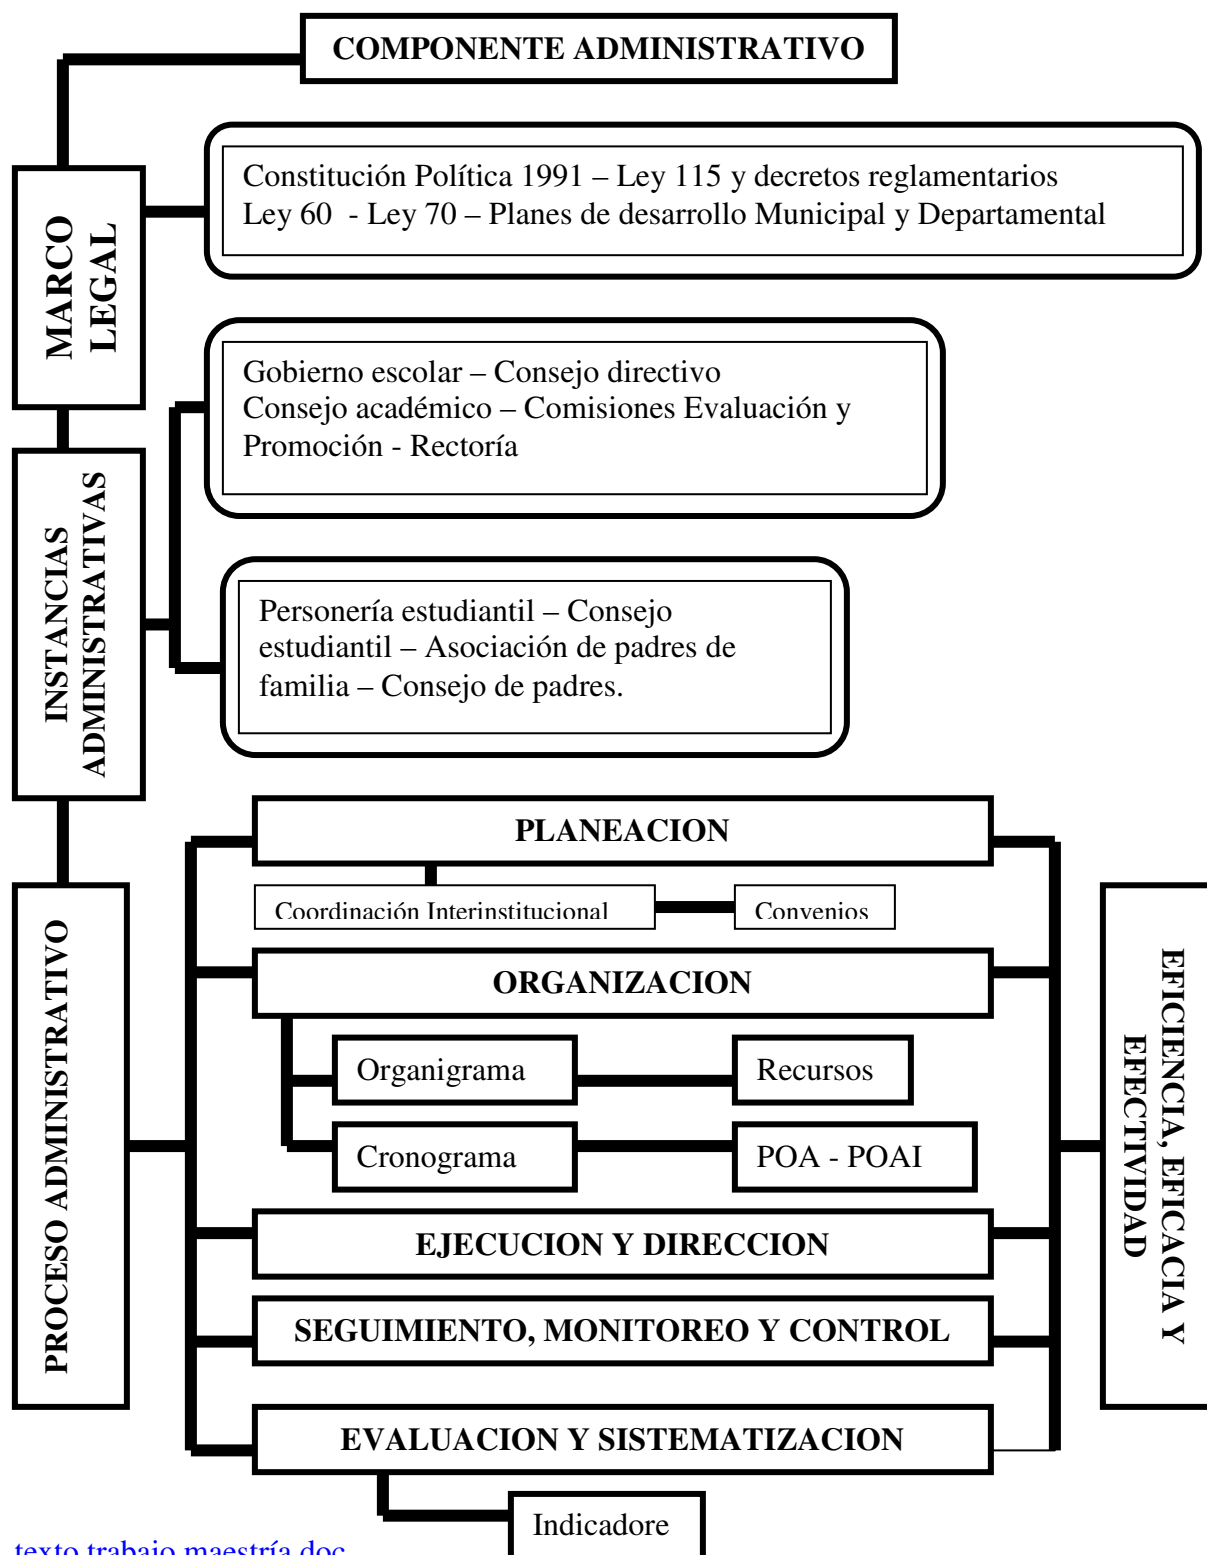 COMPONENTE ADMINISTRATIVO
MARCO
LEGAL
Constitución Política 1991 – Ley 115 y decretos reglamentarios
Ley 60 - Ley 70 – Planes de desarrollo Municipal y Departamental
INSTANCIAS
ADMINISTRATIVAS
Gobierno escolar – Consejo directivo
Consejo académico – Comisiones Evaluación y
Promoción - Rectoría
Personería estudiantil – Consejo
estudiantil – Asociación de padres de
familia – Consejo de padres.
PROCESO ADMINISTRATIVO
PLANEACION
Coordinación Interinstitucional
Convenios
ORGANIZACION
Organigrama
Recursos
Cronograma
POA - POAI
EJECUCION Y DIRECCION
SEGUIMIENTO, MONITOREO Y CONTROL
EVALUACION Y SISTEMATIZACION
Indicadore
EFICIENCIA, EFICACIA Y
EFECTIVIDAD
texto trabajo maestría.doc